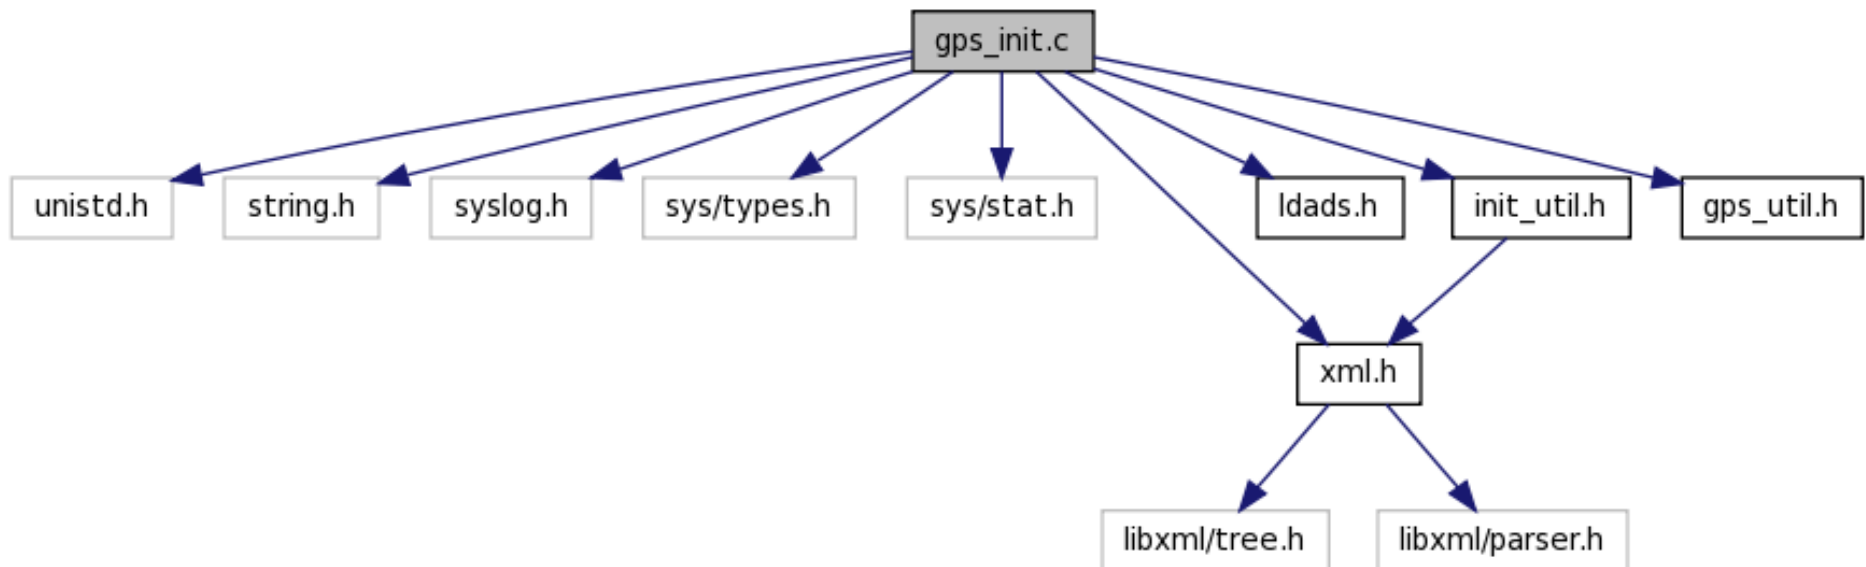 gps_init.c
unistd.h
string.h
syslog.h
sys/types.h
sys/stat.h
ldads.h
init_util.h
gps_util.h
xml.h
libxml/tree.h
libxml/parser.h